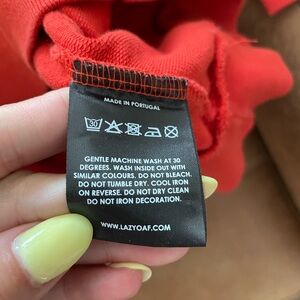 MADE IN PORTUGAL
30
GENTLE MACHINE WASH AT 30
DEGREES. WASH INSIDE OUT WITH
SIMILAR COLOURS. DO NOT BLEACH.
DO NOT TUMBLE DRY. COOL IRON
ON REVERSE. DO NOT DRY CLEAN
DO NOT IRON DECORATION.
WWW.LAZYOAF.COM